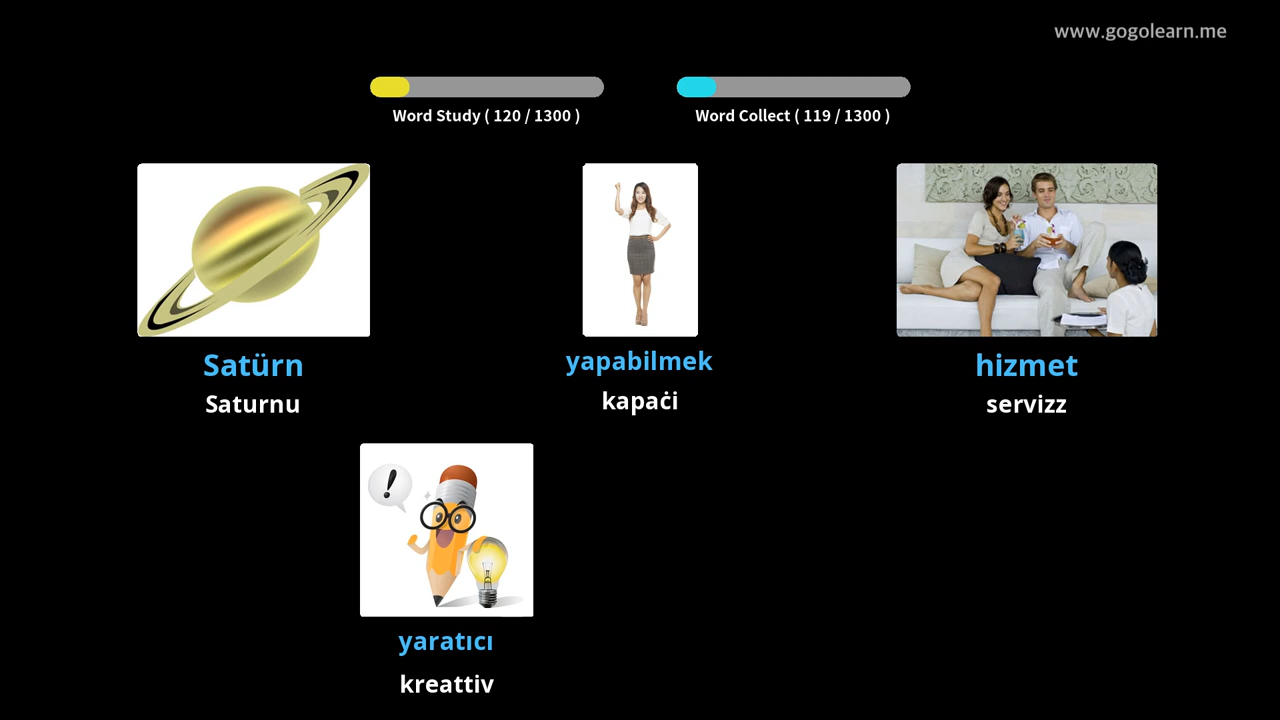 www.gogolearn.me
Word Study ( 120 / 1300 )
Word Collect ( 119 / 1300 )
Satürn
Saturnu
yapabilmek
kapaċi
hizmet
servizz
!
yaratıcı
kreattiv